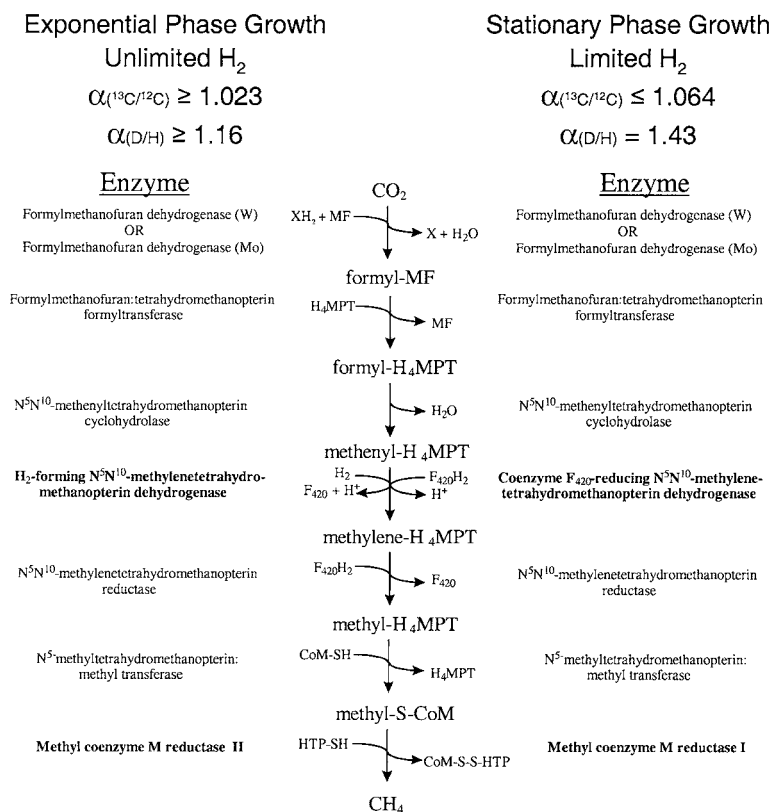 Exponential Phase Growth
Unlimited H₂
α(¹³C/¹²C) ≥ 1.023
α(D/H) ≥ 1.16
Stationary Phase Growth
Limited H₂
α(¹³C/¹²C) ≤ 1.064
α(D/H) = 1.43
Enzyme
CO₂
Enzyme
Formylmethanofuran dehydrogenase (W)
OR
Formylmethanofuran dehydrogenase (Mo)
XH₂ + MF
X + H₂O
Formylmethanofuran dehydrogenase (W)
OR
Formylmethanofuran dehydrogenase (Mo)
formyl-MF
Formylmethanofuran:tetrahydromethanopterin
formyltransferase
H₄MPT
MF
Formylmethanofuran:tetrahydromethanopterin
formyltransferase
formyl-H₄MPT
N⁵N¹⁰-methenyltetrahydromethanopterin
cyclohydrolase
H₂O
N⁵N¹⁰-methenyltetrahydromethanopterin
cyclohydrolase
methenyl-H₄MPT
H₂-forming N⁵N¹⁰-methylenetetrahydro-
methanopterin dehydrogenase
H₂
F₄₂₀H₂
F₄₂₀ + H⁺
H⁺
Coenzyme F₄₂₀-reducing N⁵N¹⁰-methylene-
tetrahydromethanopterin dehydrogenase
methylene-H₄MPT
N⁵N¹⁰-methylenetetrahydromethanopterin
reductase
F₄₂₀H₂
F₄₂₀
N⁵N¹⁰-methylenetetrahydromethanopterin
reductase
methyl-H₄MPT
N⁵-methyltetrahydromethanopterin:
methyl transferase
CoM-SH
H₄MPT
N⁵-methyltetrahydromethanopterin:
methyl transferase
methyl-S-CoM
Methyl coenzyme M reductase II
HTP-SH
CoM-S-S-HTP
Methyl coenzyme M reductase I
CH₄